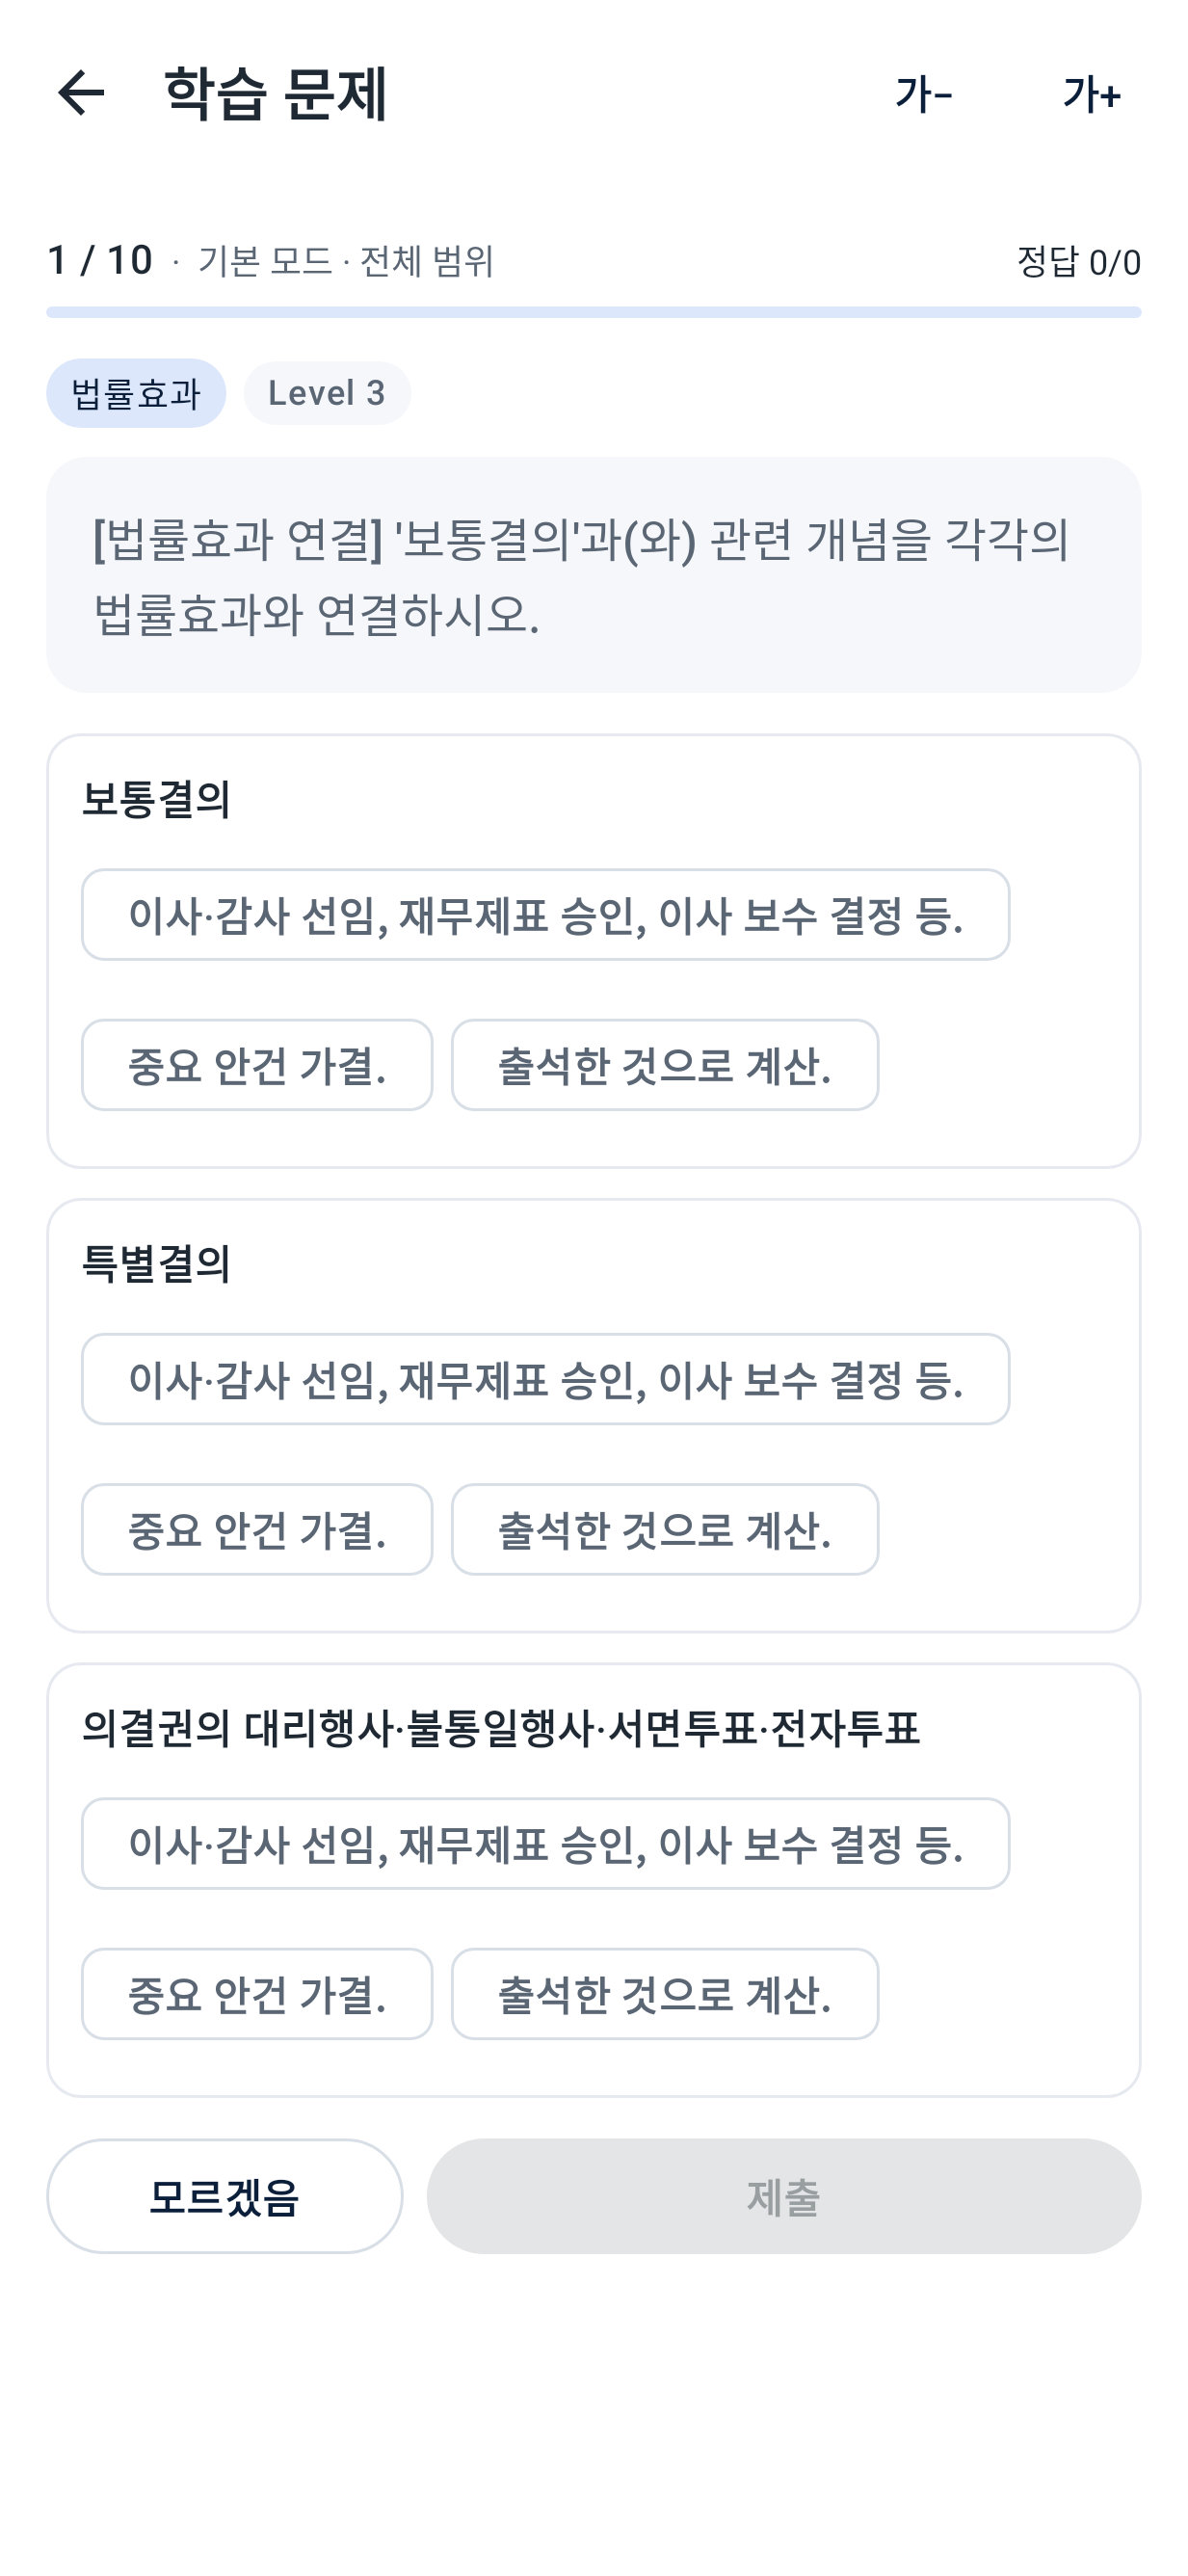 학습 문제 가- 가+
1 / 10 · 기본 모드 · 전체 범위 정답 0/0
법률효과 Level 3
[법률효과 연결] '보통결의'과(와) 관련 개념을 각각의
법률효과와 연결하시오.
보통결의
이사·감사 선임, 재무제표 승인, 이사 보수 결정 등.
중요 안건 가결. 출석한 것으로 계산.
특별결의
이사·감사 선임, 재무제표 승인, 이사 보수 결정 등.
중요 안건 가결. 출석한 것으로 계산.
의결권의 대리행사·불통일행사·서면투표·전자투표
이사·감사 선임, 재무제표 승인, 이사 보수 결정 등.
중요 안건 가결. 출석한 것으로 계산.
모르겠음 제출